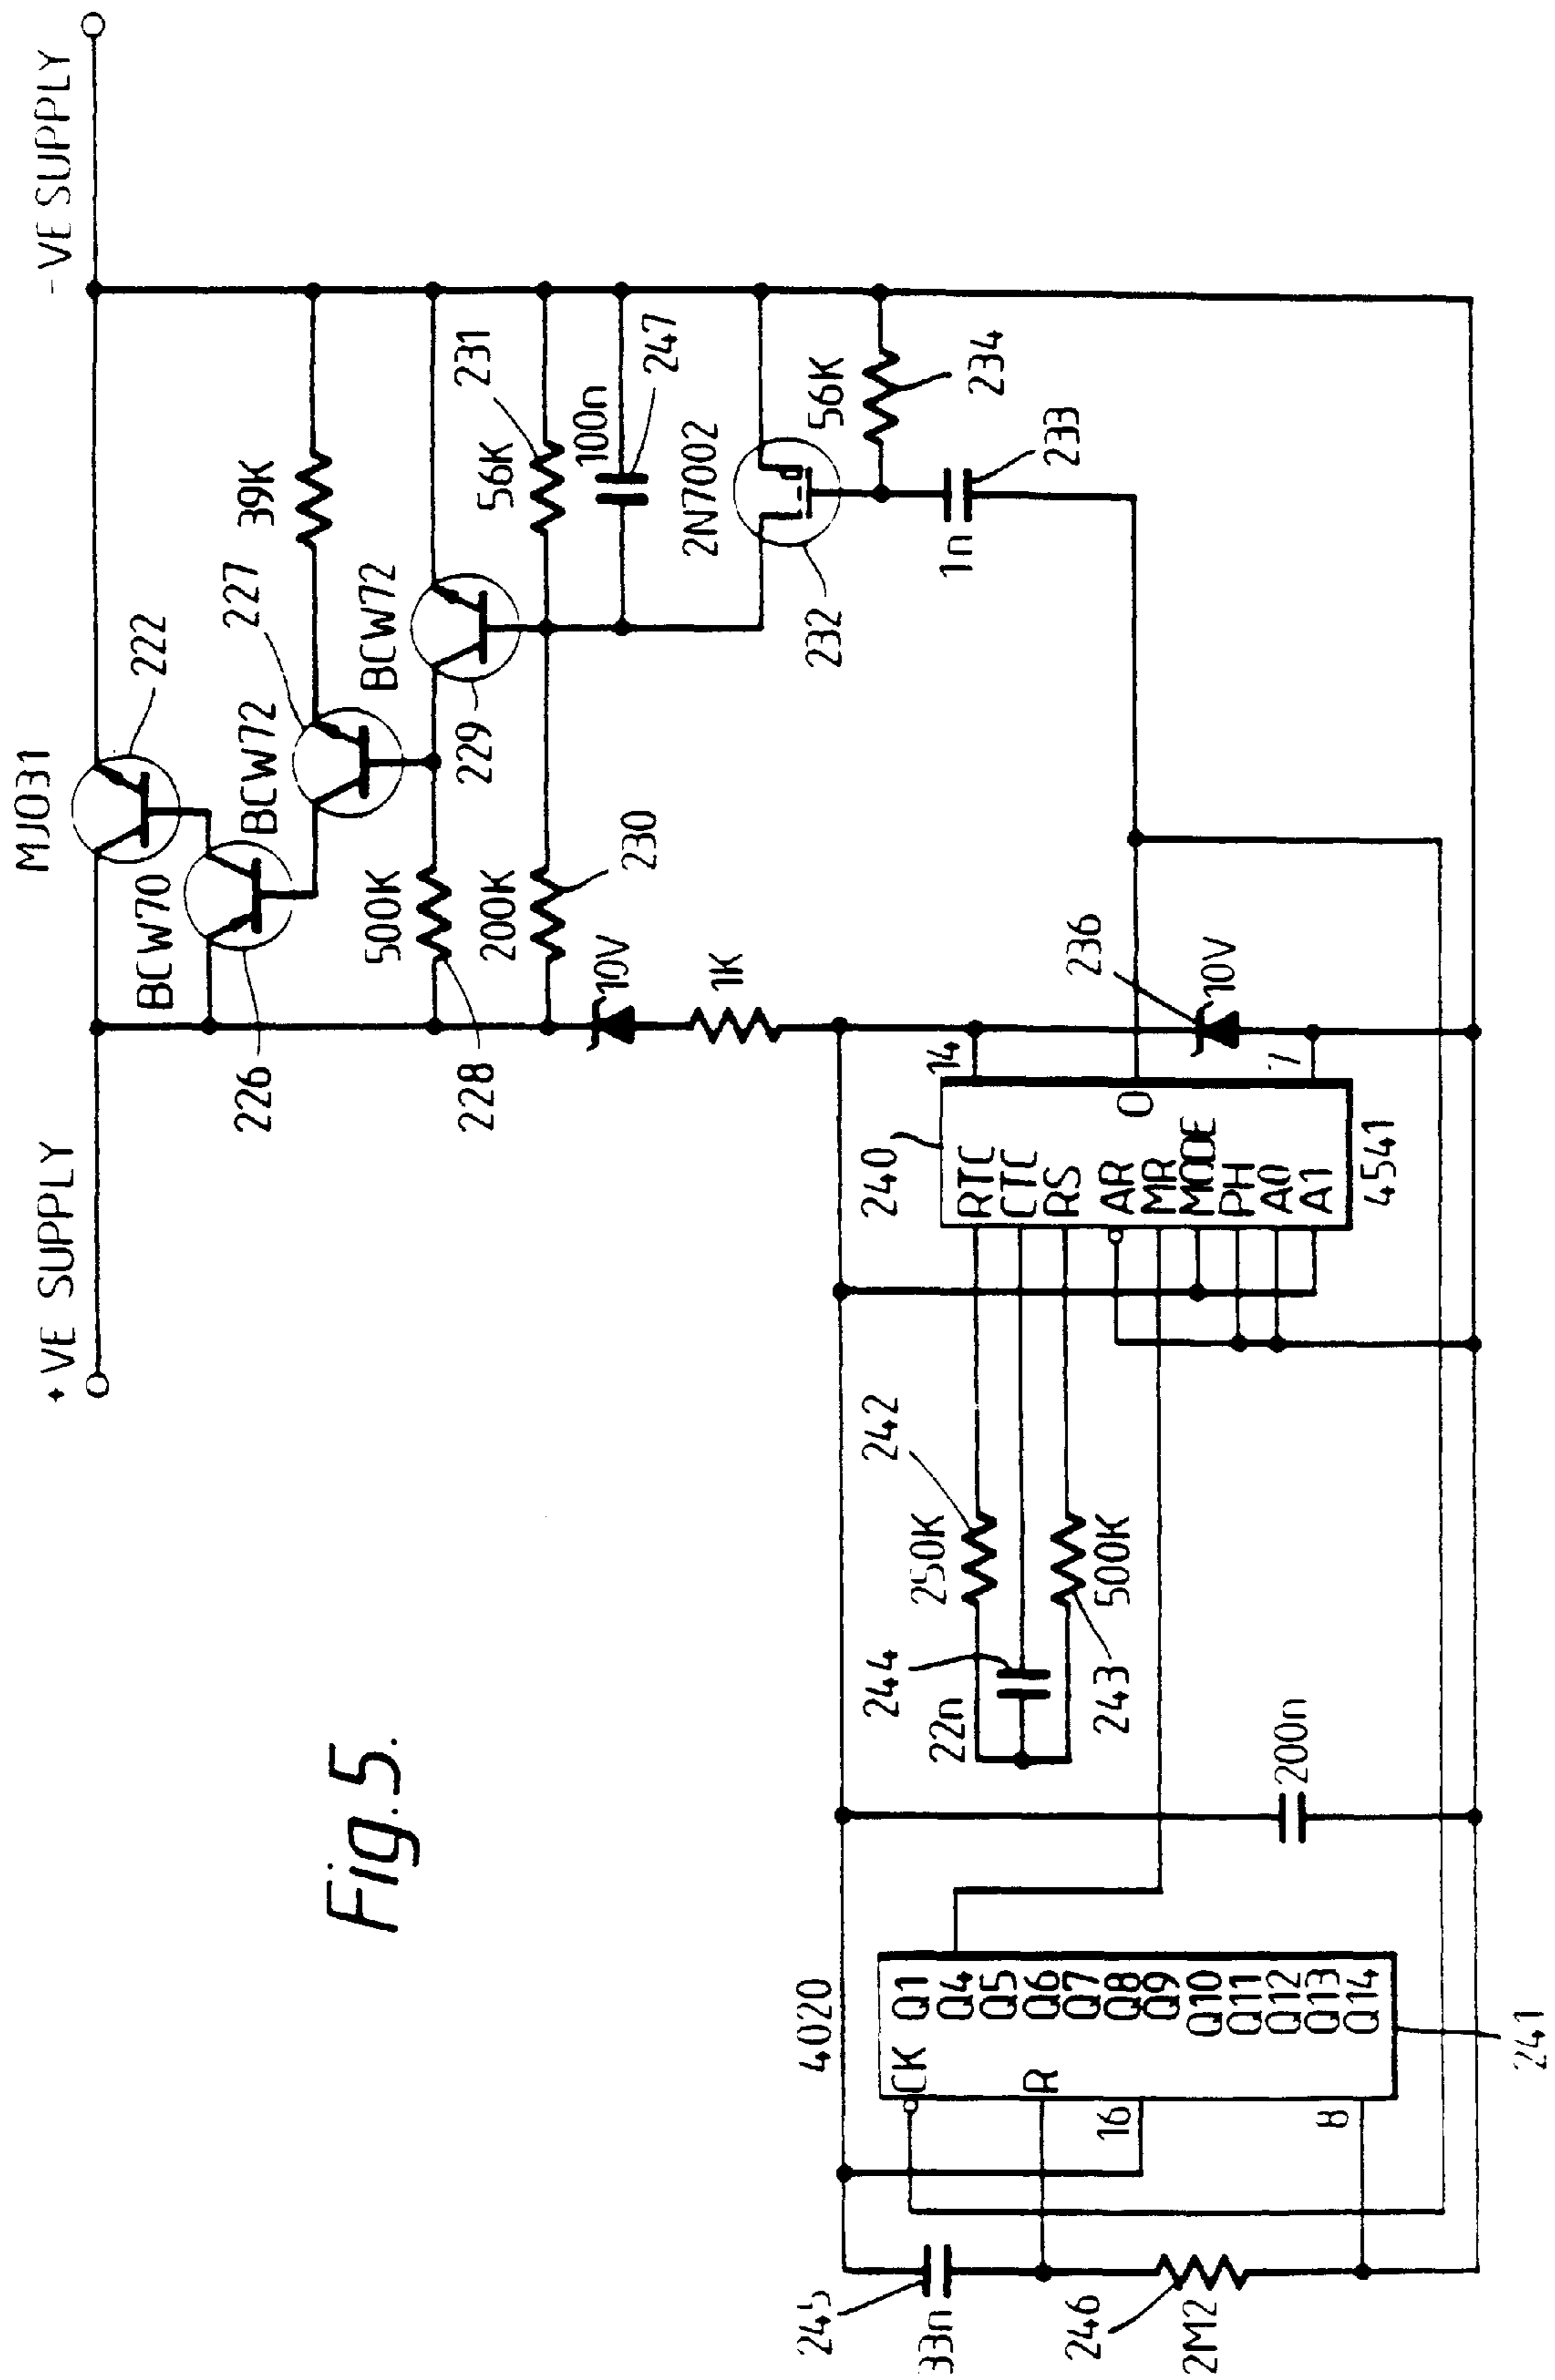 Fig.5.
+VE SUPPLY
-VE SUPPLY
MJ031
222
BCW70
226
BCW72
227
39K
BCW72
229
500K
228
200K
230
56K
231
100n
247
2N7002
232
56K
234
1n
233
10V
1K
236
10V
240
14
7
RTC
CTC
RS
AR
MR
MODE
PH
A0
A1
O
4541
242
250K
244
22n
243
500K
200n
4020
CK
R
16
8
Q1
Q4
Q5
Q6
Q7
Q8
Q9
Q10
Q11
Q12
Q13
Q14
241
245
33n
246
2M2